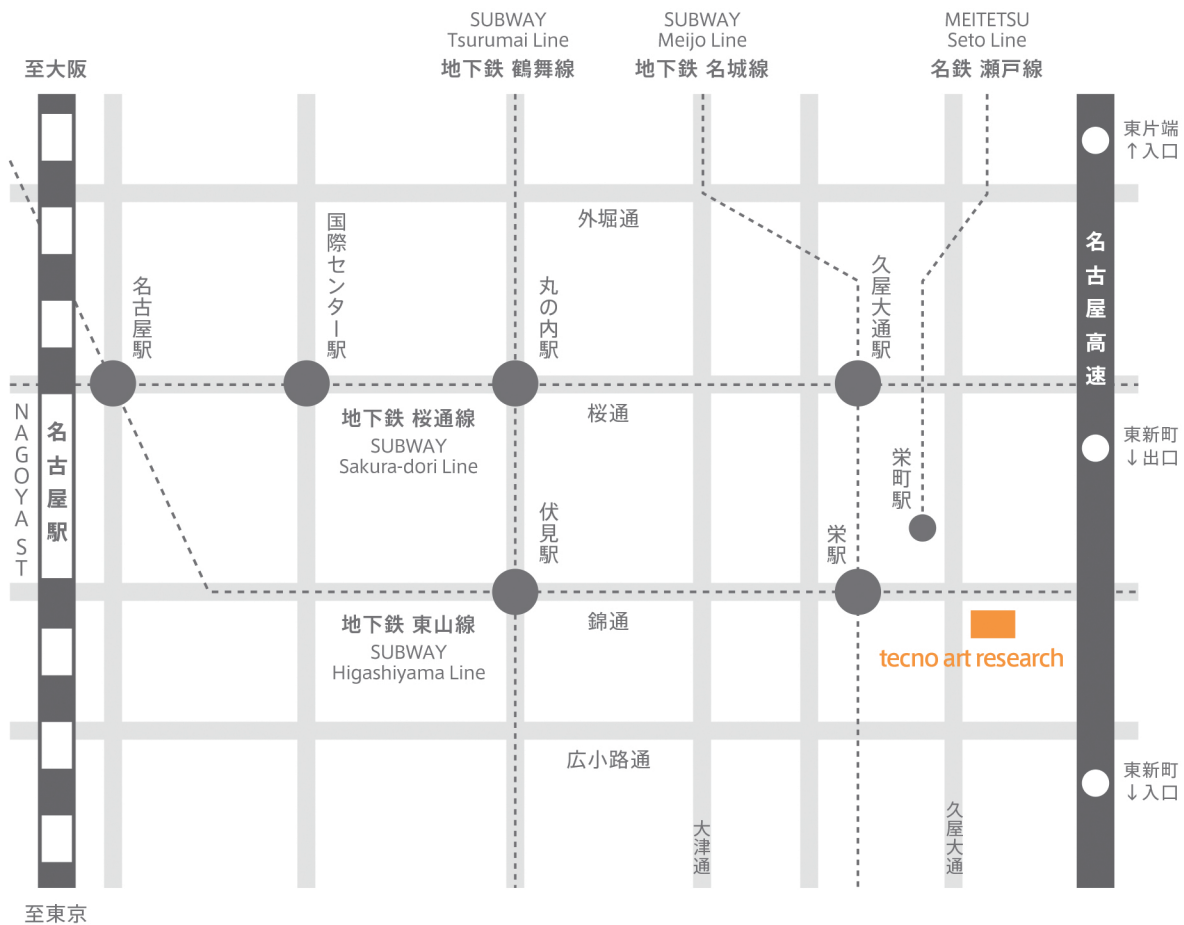 SUBWAY
Tsurumai Line
地下鉄 鶴舞線
SUBWAY
Meijo Line
地下鉄 名城線
MEITETSU
Seto Line
名鉄 瀬戸線
至大阪
東片端
↑入口
外堀通
国際センター駅
名古屋駅
丸の内駅
久屋大通駅
名古屋高速
地下鉄 桜通線
SUBWAY
Sakura-dori Line
桜通
NAGOYA ST
名古屋駅
東新町
↓出口
栄町駅
伏見駅
栄駅
地下鉄 東山線
SUBWAY
Higashiyama Line
錦通
tecno art research
広小路通
東新町
↓入口
大津通
久屋大通
至東京